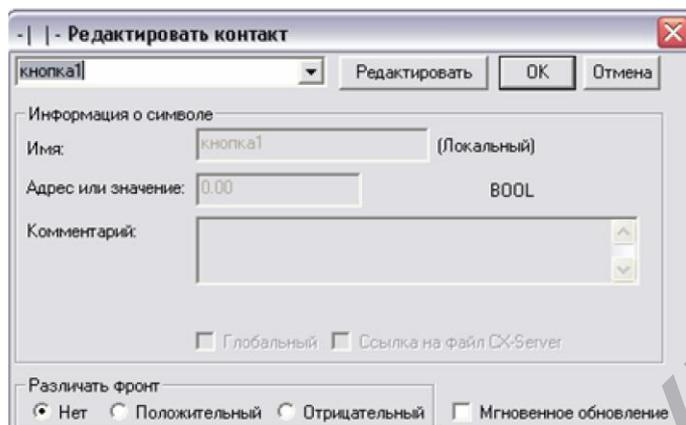 -| |- Редактировать контакт
кнопка1 Редактировать OK Отмена
Информация о символе
Имя: кнопка1 (Локальный)
Адрес или значение: 0.00 BOOL
Комментарий:
Глобальный Ссылка на файл CX-Server
Различать фронт
Нет Положительный Отрицательный Мгновенное обновление